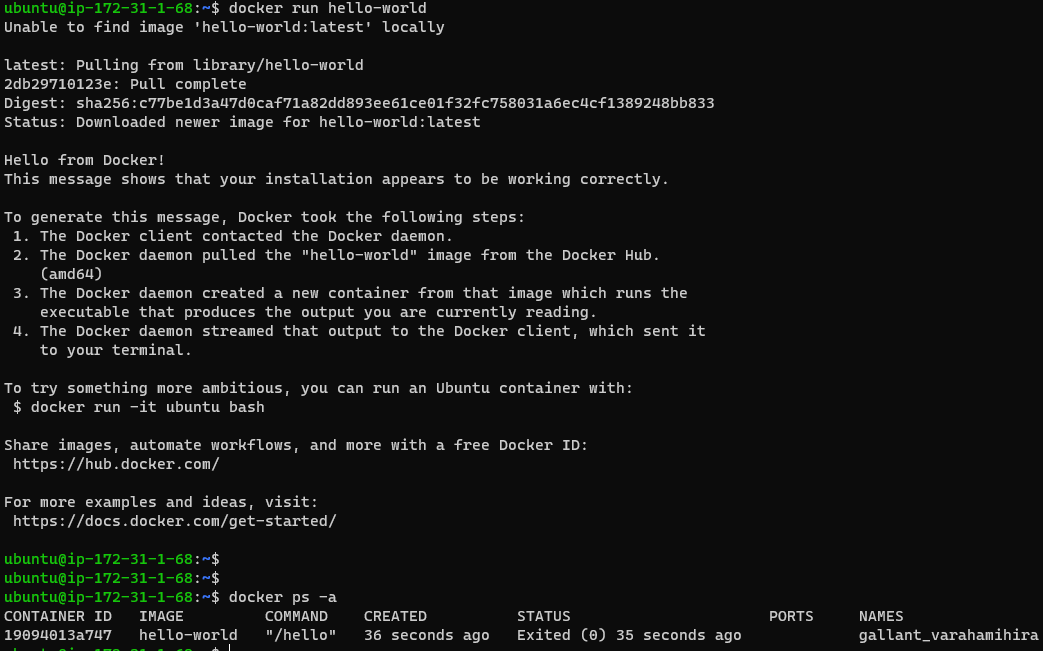 ubuntu@ip-172-31-1-68:~$ docker run hello-world
Unable to find image 'hello-world:latest' locally
latest: Pulling from library/hello-world
2db29710123e: Pull complete
Digest: sha256:c77be1d3a47d0caf71a82dd893ee61ce01f32fc758031a6ec4cf1389248bb833
Status: Downloaded newer image for hello-world:latest
Hello from Docker!
This message shows that your installation appears to be working correctly.
To generate this message, Docker took the following steps:
 1. The Docker client contacted the Docker daemon.
 2. The Docker daemon pulled the "hello-world" image from the Docker Hub.
    (amd64)
 3. The Docker daemon created a new container from that image which runs the
    executable that produces the output you are currently reading.
 4. The Docker daemon streamed that output to the Docker client, which sent it
    to your terminal.
To try something more ambitious, you can run an Ubuntu container with:
 $ docker run -it ubuntu bash
Share images, automate workflows, and more with a free Docker ID:
 https://hub.docker.com/
For more examples and ideas, visit:
 https://docs.docker.com/get-started/
ubuntu@ip-172-31-1-68:~$
ubuntu@ip-172-31-1-68:~$
ubuntu@ip-172-31-1-68:~$ docker ps -a
CONTAINER ID   IMAGE         COMMAND    CREATED          STATUS                      PORTS     NAMES
19094013a747   hello-world   "/hello"   36 seconds ago   Exited (0) 35 seconds ago             gallant_varahamihira
ubuntu@ip-172-31-1-68:~$